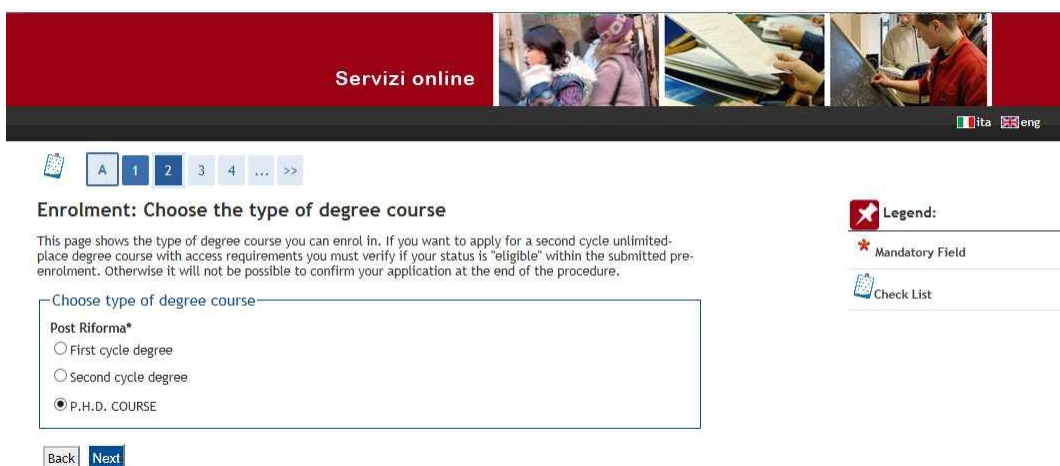 Servizi online
ita eng
A 1 2 3 4 ... >>
Enrolment: Choose the type of degree course
This page shows the type of degree course you can enrol in. If you want to apply for a second cycle unlimited-
place degree course with access requirements you must verify if your status is "eligible" within the submitted pre-
enrolment. Otherwise it will not be possible to confirm your application at the end of the procedure.
Choose type of degree course
Post Riforma*
First cycle degree
Second cycle degree
P.H.D. COURSE
Back Next
Legend:
* Mandatory Field
Check List